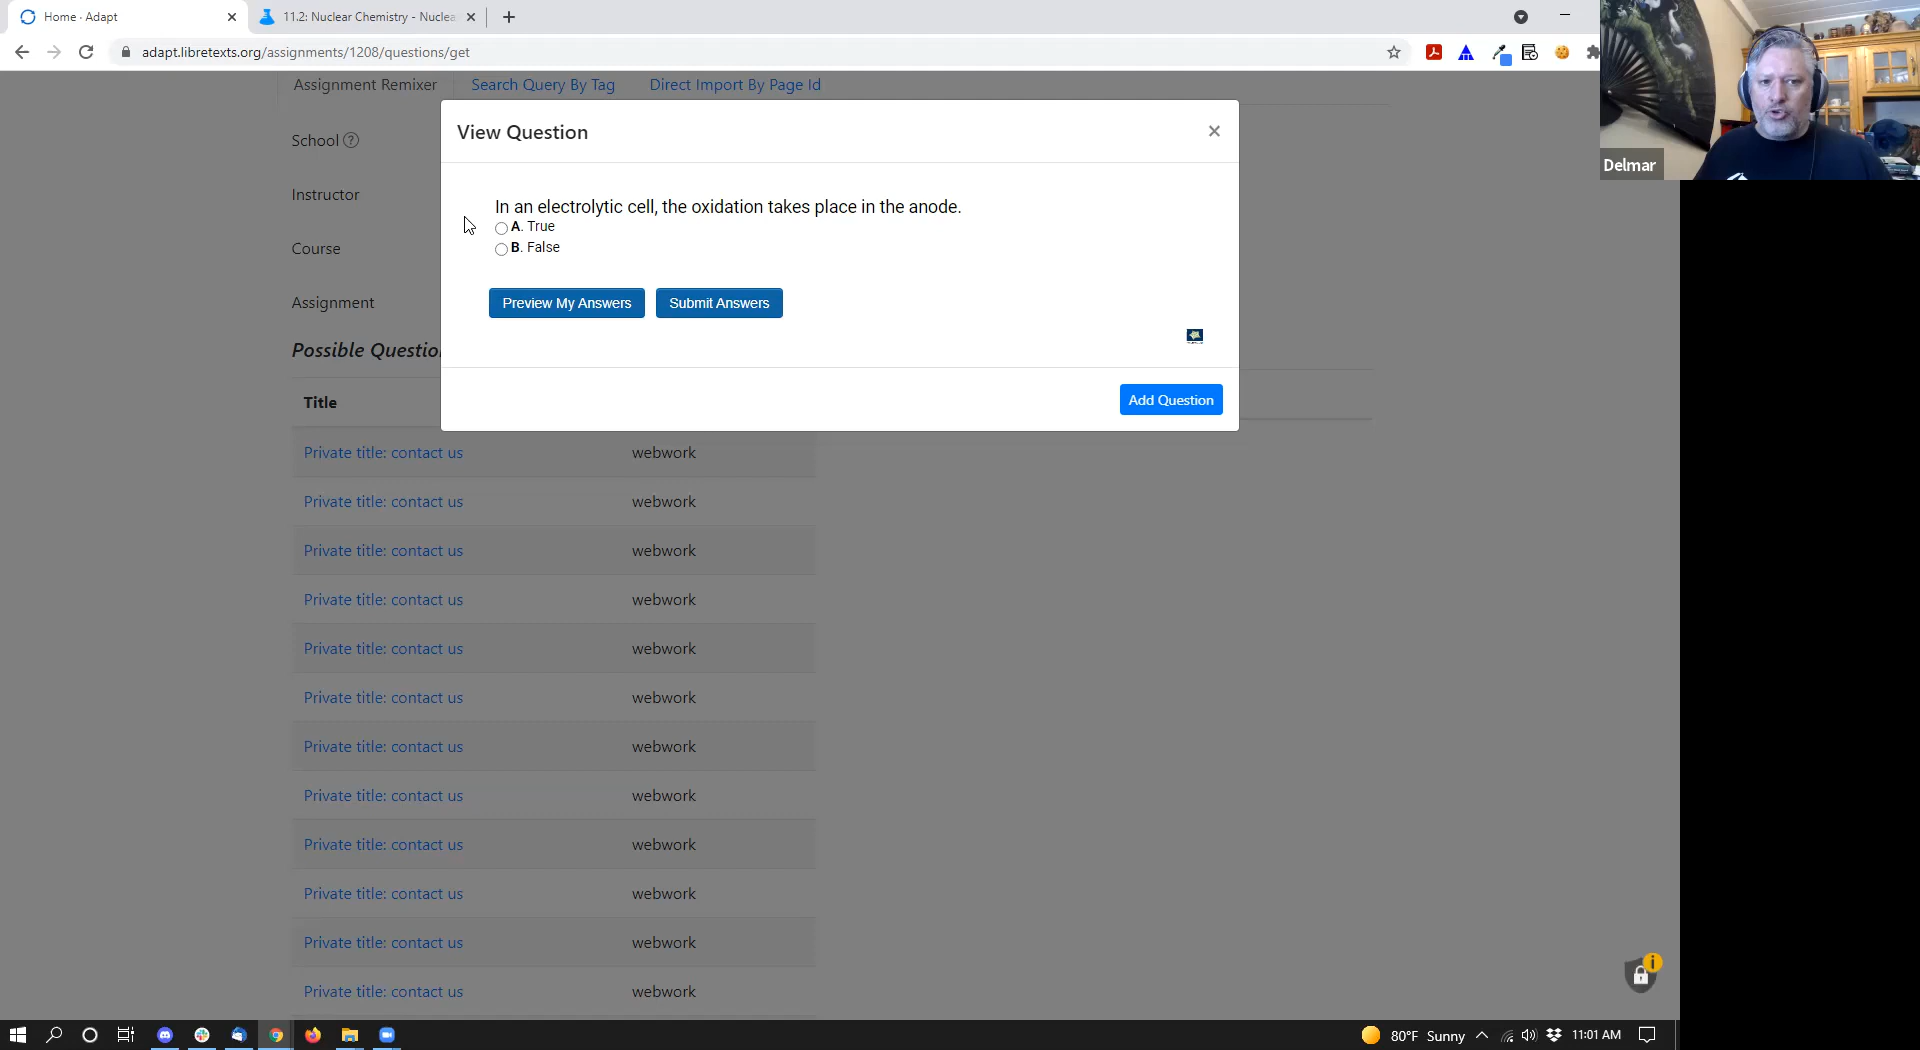 Home · Adapt
11.2: Nuclear Chemistry - Nuclea
adapt.libretexts.org/assignments/1208/questions/get
Assignment Remixer
Search Query By Tag
Direct Import By Page Id
View Question
School
Instructor
In an electrolytic cell, the oxidation takes place in the anode.
A. True
B. False
Course
Assignment
Preview My Answers
Submit Answers
Possible Question
Title
Add Question
Private title: contact us webwork
Private title: contact us webwork
Private title: contact us webwork
Private title: contact us webwork
Private title: contact us webwork
Private title: contact us webwork
Private title: contact us webwork
Private title: contact us webwork
Private title: contact us webwork
Private title: contact us webwork
Private title: contact us webwork
Private title: contact us webwork
Delmar
80°F Sunny
11:01 AM